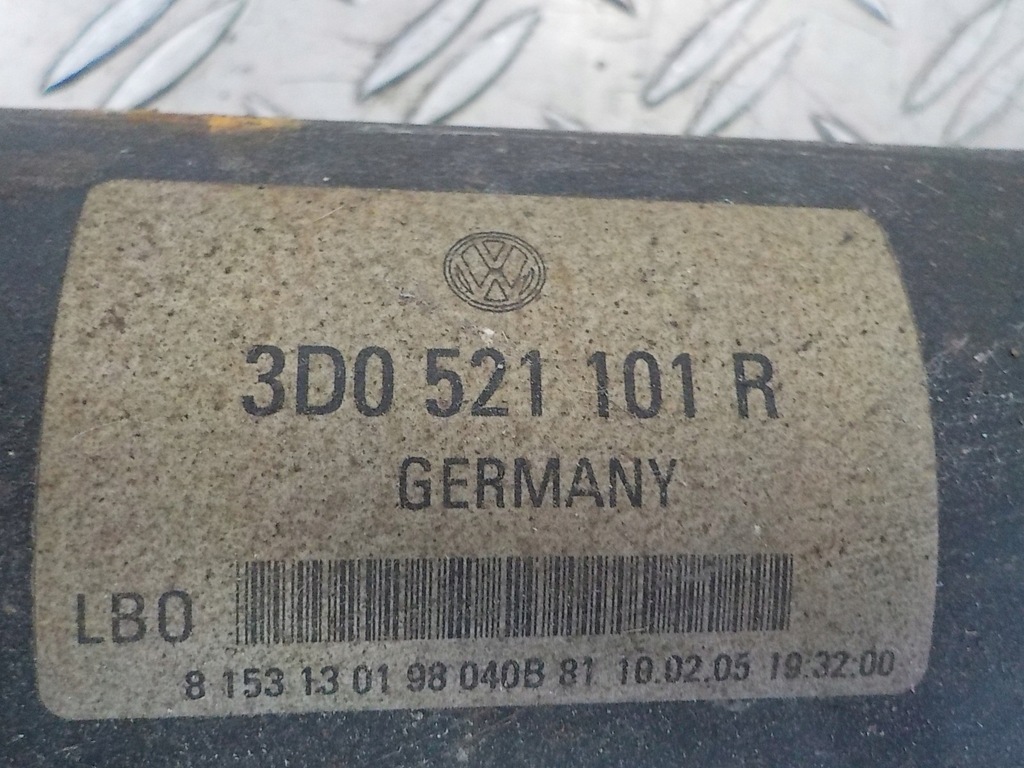 3D0 521 101 R
GERMANY
LBO
8 153 13 01 98 040B 81 10.02.05 19:32:00